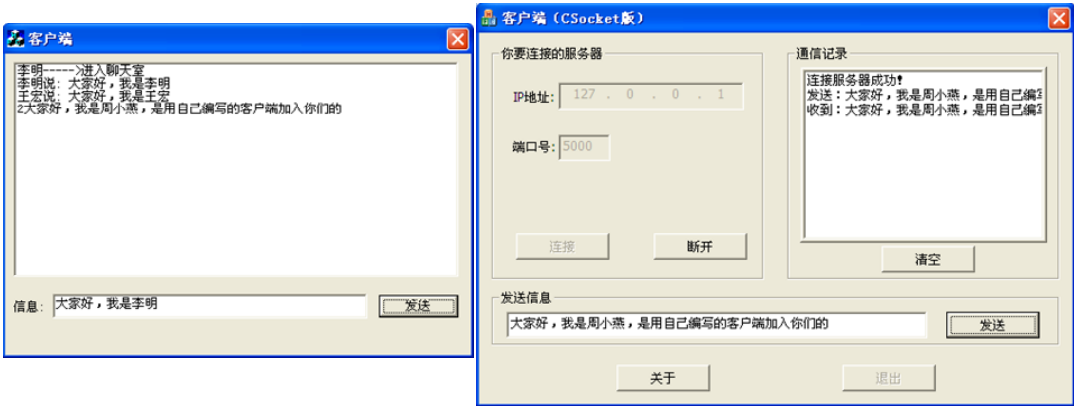 客户端
李明----->进入聊天室
李明说：大家好，我是李明
王宏说：大家好，我是王宏
2大家好，我是周小燕，是用自己编写的客户端加入你们的
信息:
大家好，我是李明
发送
客户端（CSocket版）
你要连接的服务器
IP地址:
127 . 0 . 0 . 1
端口号:
5000
连接
断开
通信记录
连接服务器成功！
发送：大家好，我是周小燕，是用自己编
收到：大家好，我是周小燕，是用自己编
清空
发送信息
大家好，我是周小燕，是用自己编写的客户端加入你们的
发送
关于
退出